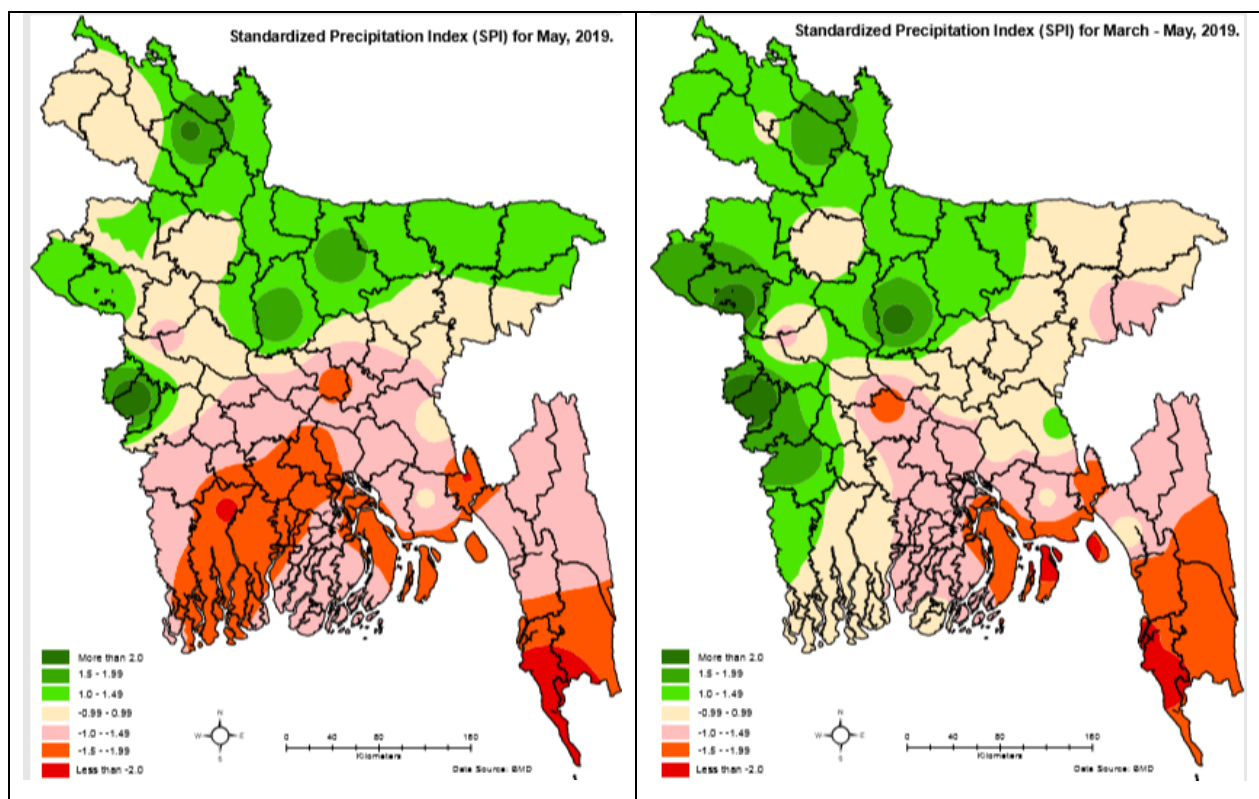 Standardized Precipitation Index (SPI) for May, 2019.
More than 2.0
1.5 - 1.99
1.0 - 1.49
-0.99 - 0.99
-1.0 - -1.49
-1.5 - -1.99
Less than -2.0
N
W E
S
0 40 80 160
Kilometers
Data Source: BMD
Standardized Precipitation Index (SPI) for March - May, 2019.
More than 2.0
1.5 - 1.99
1.0 - 1.49
-0.99 - 0.99
-1.0 - -1.49
-1.5 - -1.99
Less than -2.0
N
W E
S
0 40 80 160
Kilometers
Data Source: BMD